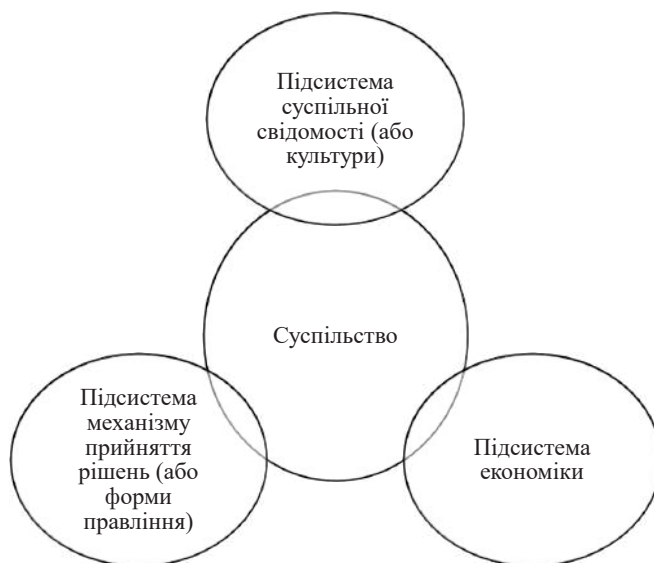 Підсистема
суспільної
свідомості (або
культури)
Суспільство
Підсистема
механізму
прийняття
рішень (або
форми
правління)
Підсистема
економіки